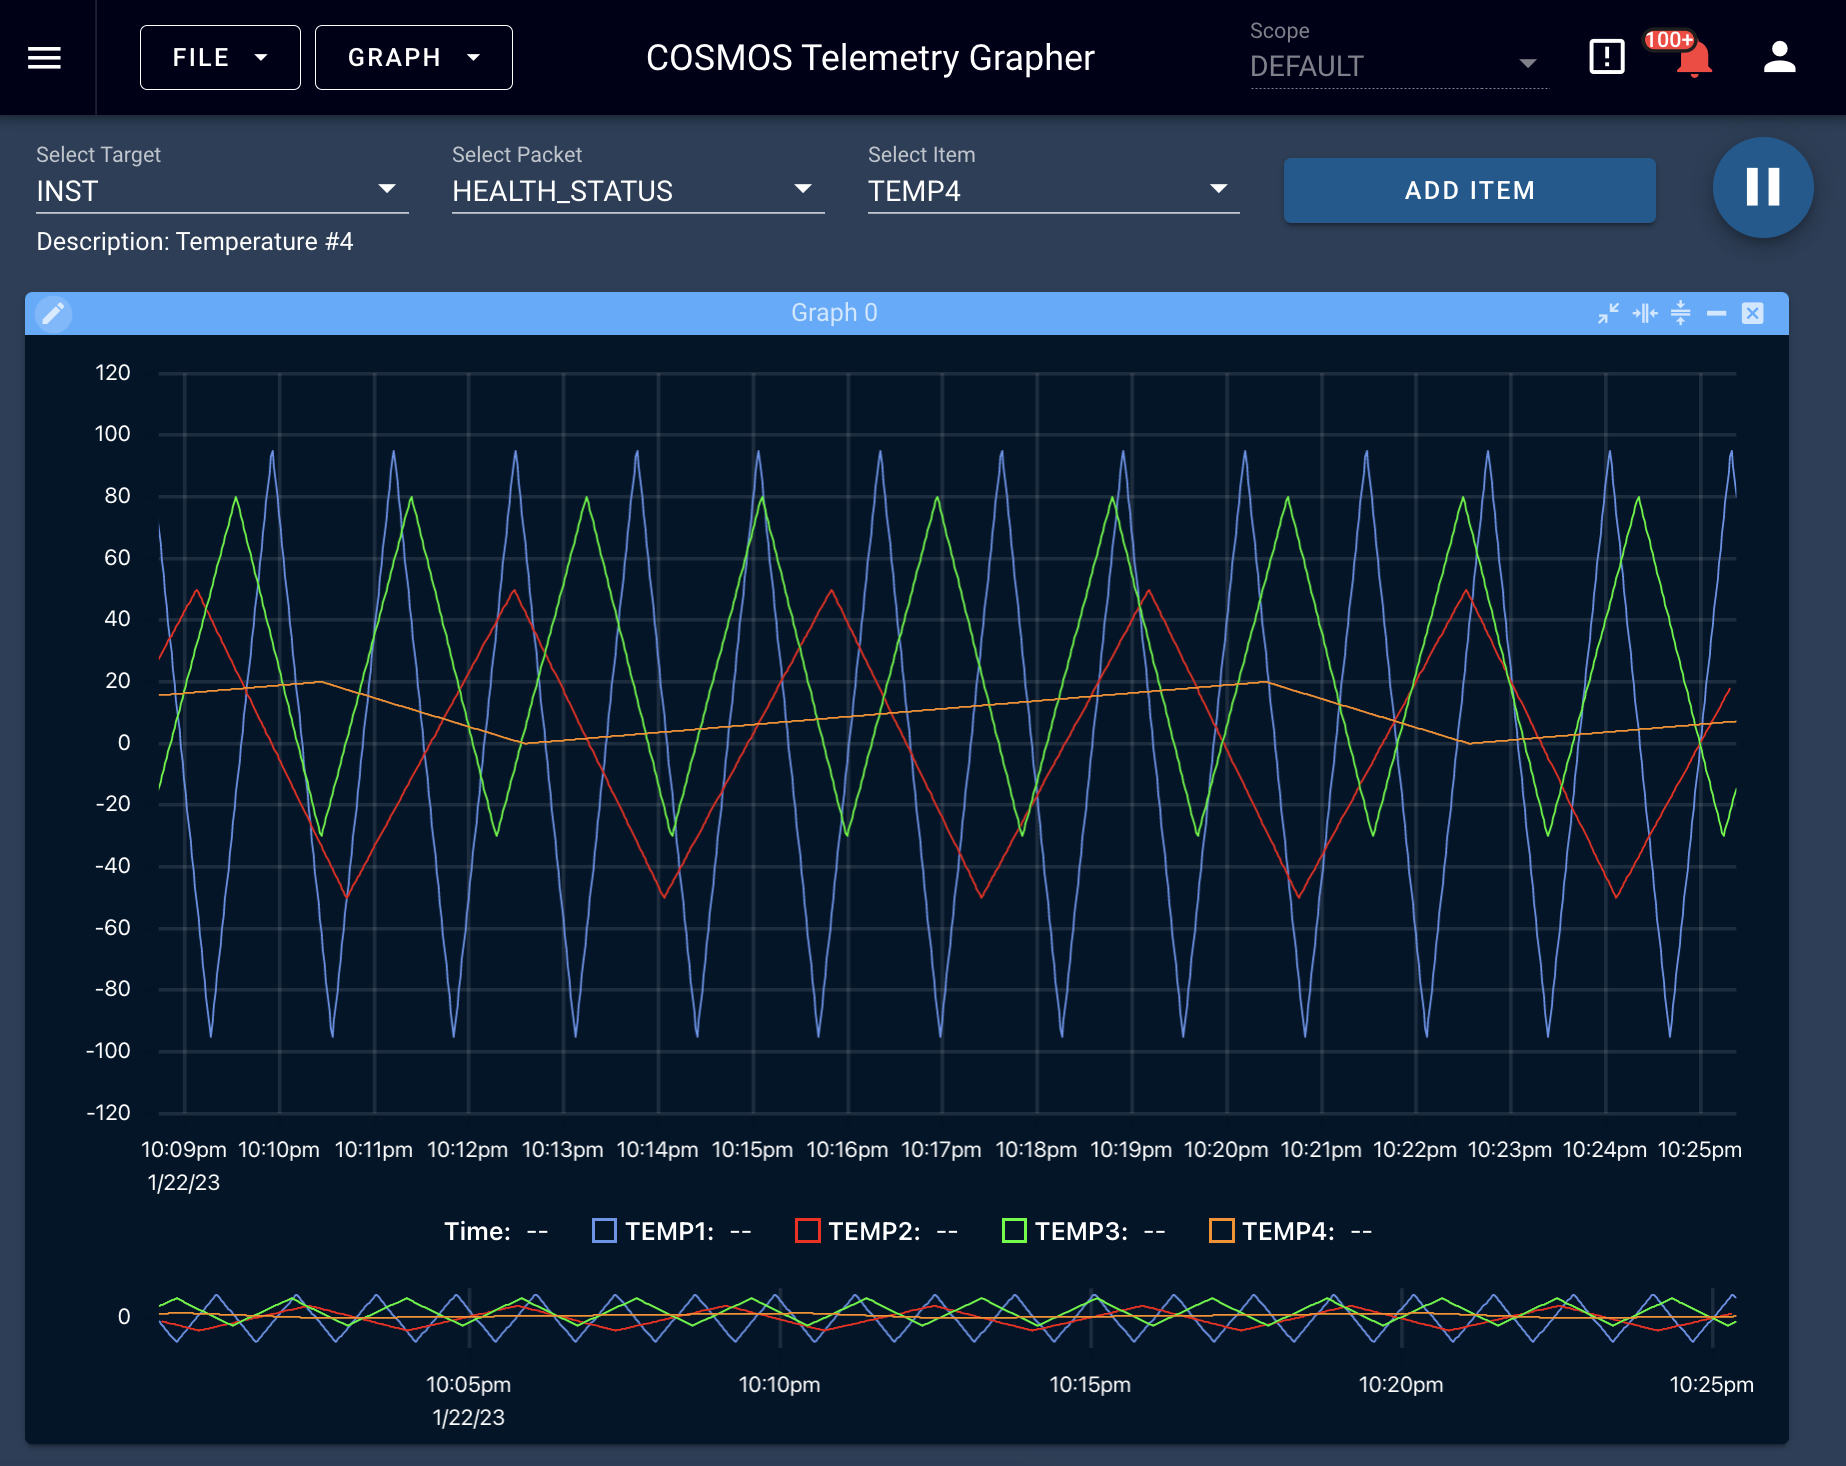 FILE
GRAPH
COSMOS Telemetry Grapher
Scope
DEFAULT
100+
Select Target
INST
Select Packet
HEALTH_STATUS
Select Item
TEMP4
ADD ITEM
Description: Temperature #4
Graph 0
120
100
80
60
40
20
0
-20
-40
-60
-80
-100
-120
10:09pm 10:10pm 10:11pm 10:12pm 10:13pm 10:14pm 10:15pm 10:16pm 10:17pm 10:18pm 10:19pm 10:20pm 10:21pm 10:22pm 10:23pm 10:24pm 10:25pm
1/22/23
Time: -- TEMP1: -- TEMP2: -- TEMP3: -- TEMP4: --
0
10:05pm 10:10pm 10:15pm 10:20pm 10:25pm
1/22/23